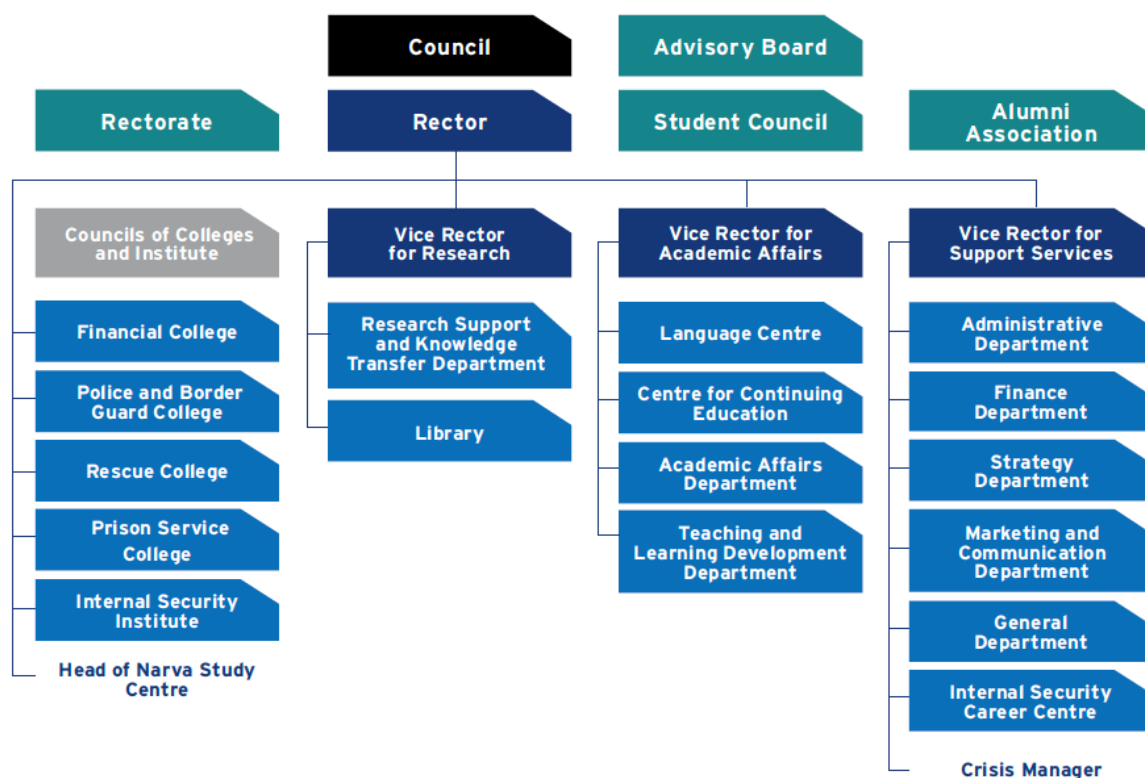 Council
Advisory Board
Rectorate
Rector
Student Council
Alumni
Association
Councils of Colleges
and Institute
Financial College
Police and Border
Guard College
Rescue College
Prison Service
College
Internal Security
Institute
Head of Narva Study
Centre
Vice Rector
for Research
Research Support
and Knowledge
Transfer Department
Library
Vice Rector for
Academic Affairs
Language Centre
Centre for Continuing
Education
Academic Affairs
Department
Teaching and
Learning Development
Department
Vice Rector for
Support Services
Administrative
Department
Finance
Department
Strategy
Department
Marketing and
Communication
Department
General
Department
Internal Security
Career Centre
Crisis Manager